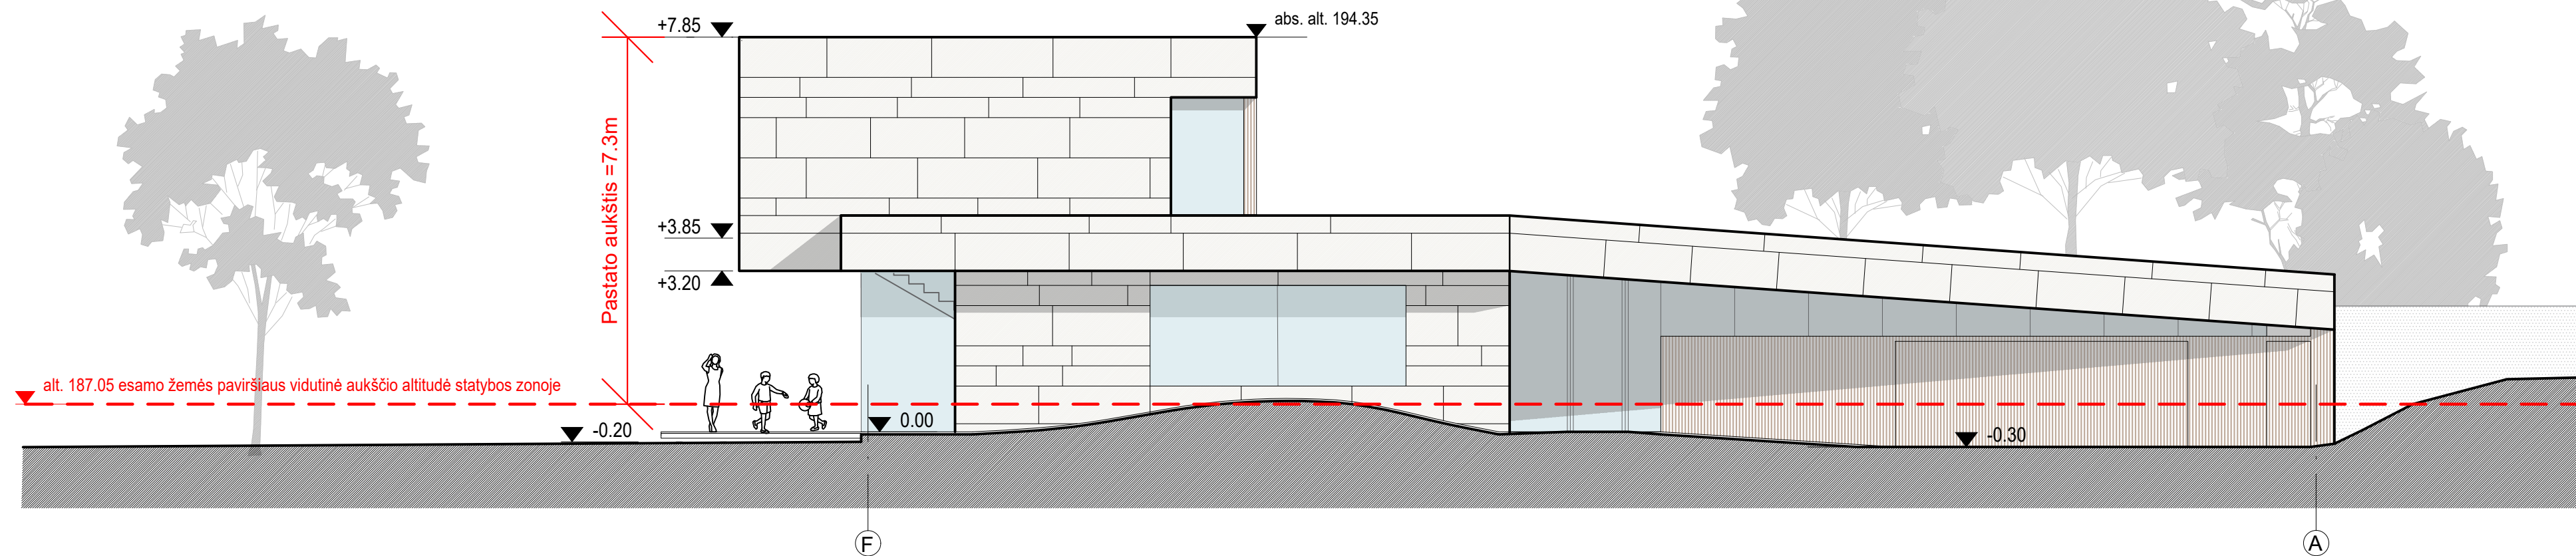 +7.85
abs. alt. 194.35
Pastato aukštis =7.3m
+3.85
+3.20
alt. 187.05 esamo žemės paviršiaus vidutinė aukščio altitudė statybos zonoje
-0.20
0.00
-0.30
F
A